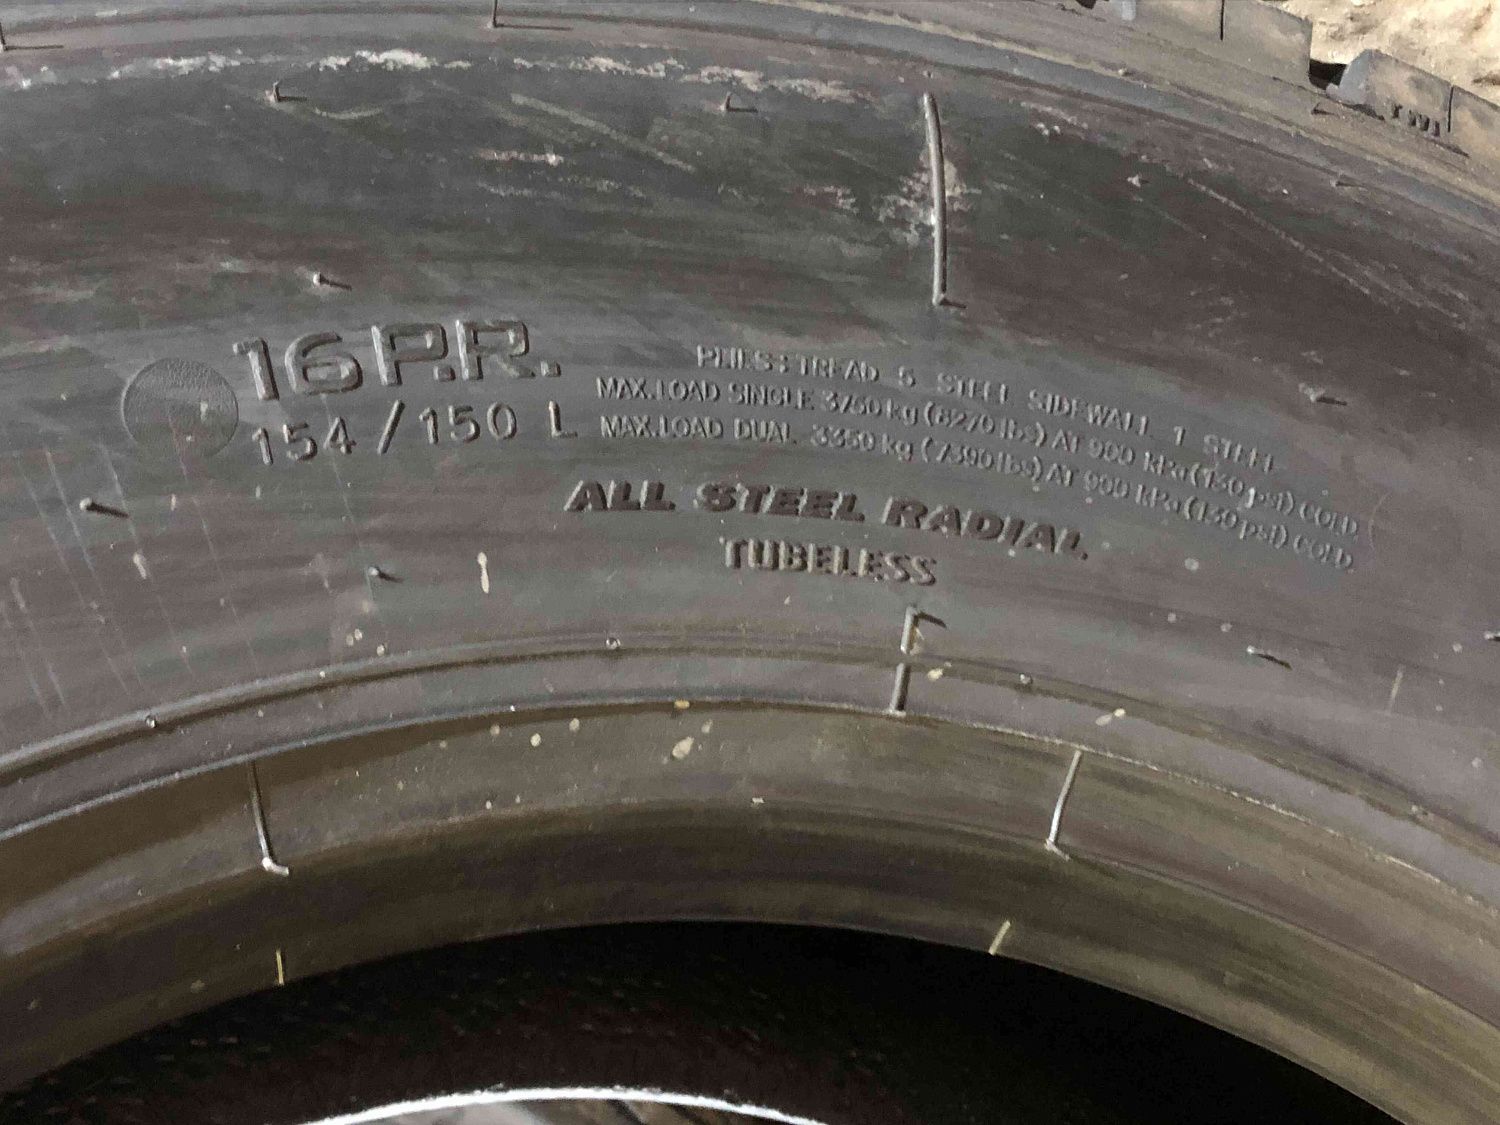 TWI
16 P.R.
154/150 L
PLIES: TREAD 5 STEEL SIDEWALL 1 STEEL
MAX.LOAD SINGLE 3750 kg (8270 lbs) AT 900 kPa (130 psi) COLD.
MAX.LOAD DUAL 3350 kg (7390 lbs) AT 900 kPa (130 psi) COLD.
ALL STEEL RADIAL
TUBELESS